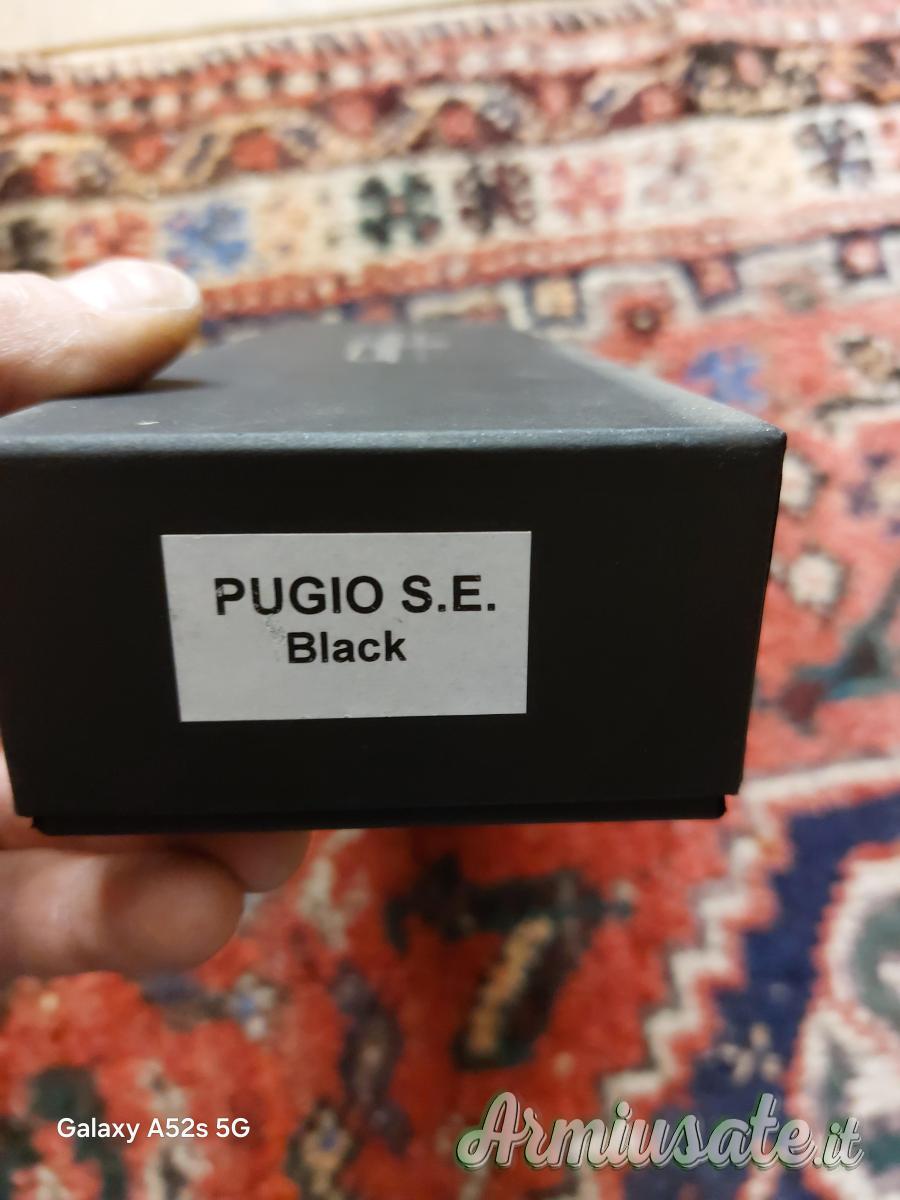 PUGIO S.E.
Black
Galaxy A52s 5G
Armiusate.it